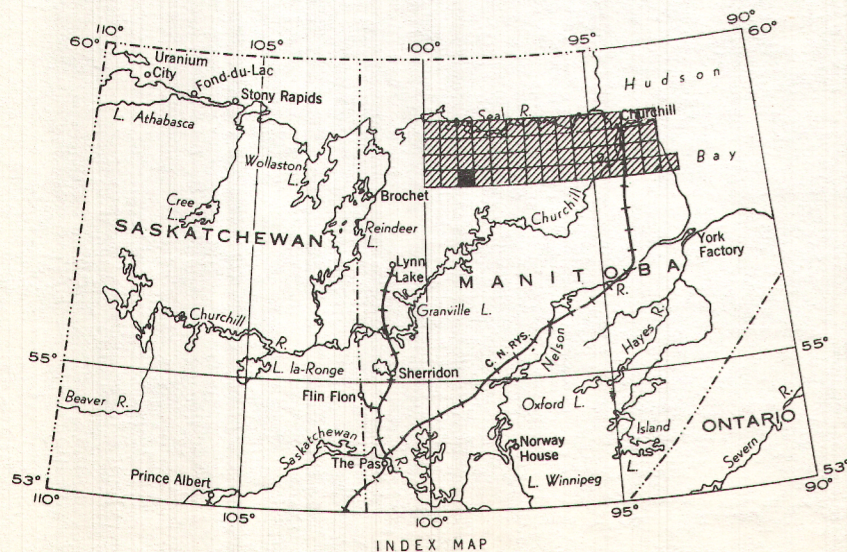 110°
105°
100°
95°
90°
60°
60°
Uranium
City
Fond-du-Lac
Stony Rapids
L. Athabasca
Hudson
Bay
Seal R.
Churchill
Wollaston
L.
Cree
L.
Brochet
Reindeer
L.
SASKATCHEWAN
Churchill
R.
Lynn
Lake
MANITOBA
York
Factory
Granville L.
Churchill
R.
C. N. RYS.
Nelson
R.
Hayes R.
55°
55°
L. la-Ronge
Sherridon
Beaver R.
Flin Flon
Oxford L.
Island
L.
ONTARIO
Severn R.
Saskatchewan
R.
The Pas
Norway
House
L. Winnipeg
Prince Albert
53°
53°
110°
105°
100°
95°
90°
INDEX MAP